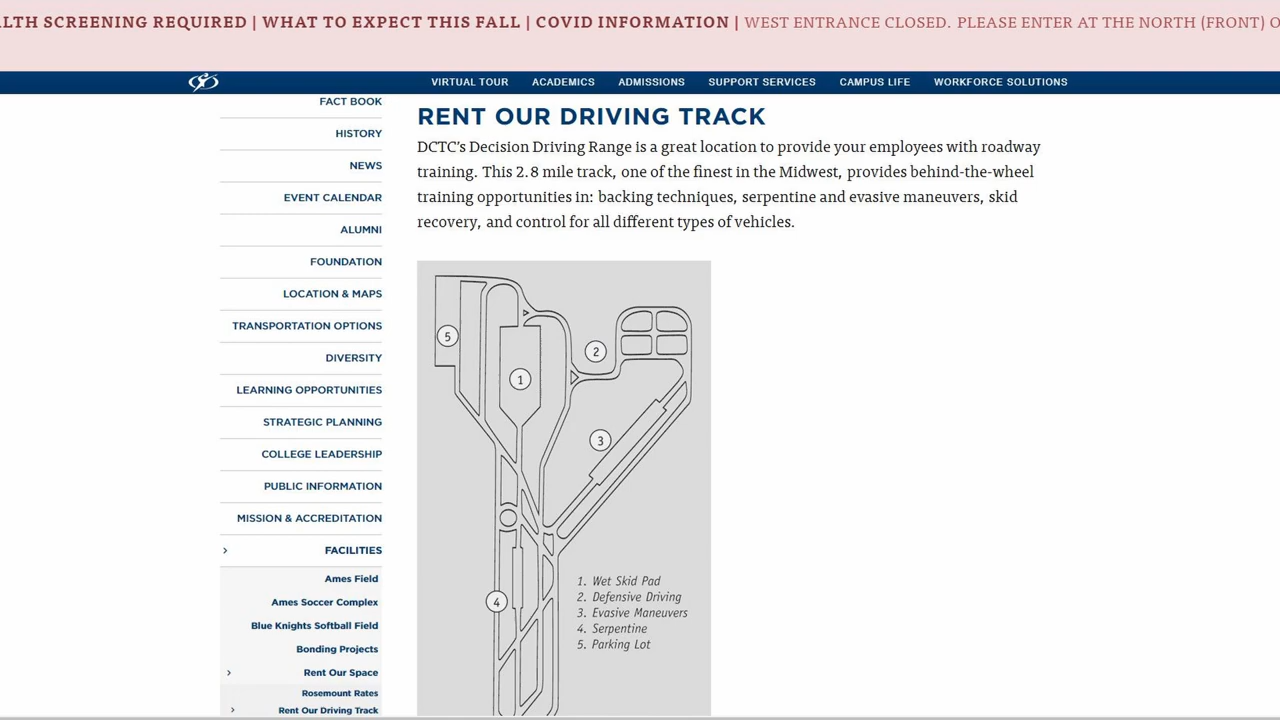 LTH SCREENING REQUIRED | WHAT TO EXPECT THIS FALL | COVID INFORMATION | WEST ENTRANCE CLOSED. PLEASE ENTER AT THE NORTH (FRONT) O
VIRTUAL TOUR ACADEMICS ADMISSIONS SUPPORT SERVICES CAMPUS LIFE WORKFORCE SOLUTIONS
FACT BOOK
HISTORY
NEWS
EVENT CALENDAR
ALUMNI
FOUNDATION
LOCATION & MAPS
TRANSPORTATION OPTIONS
DIVERSITY
LEARNING OPPORTUNITIES
STRATEGIC PLANNING
COLLEGE LEADERSHIP
PUBLIC INFORMATION
MISSION & ACCREDITATION
FACILITIES
Ames Field
Ames Soccer Complex
Blue Knights Softball Field
Bonding Projects
Rent Our Space
Rosemount Rates
Rent Our Driving Track
RENT OUR DRIVING TRACK
DCTC's Decision Driving Range is a great location to provide your employees with roadway
training. This 2.8 mile track, one of the finest in the Midwest, provides behind-the-wheel
training opportunities in: backing techniques, serpentine and evasive maneuvers, skid
recovery, and control for all different types of vehicles.
5
2
1
3
4
1. Wet Skid Pad
2. Defensive Driving
3. Evasive Maneuvers
4. Serpentine
5. Parking Lot